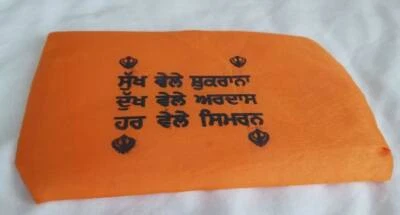 ਸੁੱਖ ਵੇਲੇ ਸ਼ੁਕਰਾਨਾ
ਦੁੱਖ ਵੇਲੇ ਅਰਦਾਸ
ਹਰ ਵੇਲੇ ਸਿਮਰਨ